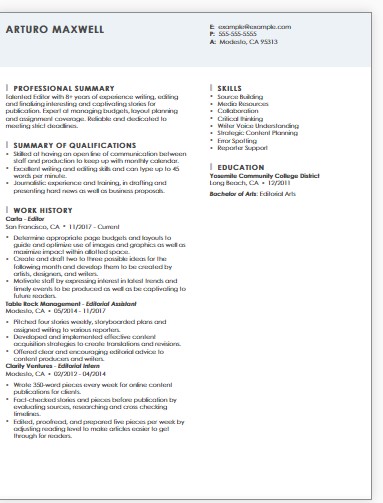 ARTURO MAXWELL
E: example@example.com
P: 555-555-5555
A: Modesto, CA 95313
PROFESSIONAL SUMMARY
Talented Editor with 8+ years of experience writing, editing
and finalizing interesting and captivating stories for
publication. Expert at managing budgets, layout planning
and assignment coverage. Reliable and dedicated to
meeting strict deadlines.
SUMMARY OF QUALIFICATIONS
• Skilled at having an open line of communication between
staff and production to keep up with monthly calendar.
• Excellent writing and editing skills and can type up to 45
words per minute.
• Journalistic experience and training, in drafting and
presenting hard news as well as business proposals.
WORK HISTORY
Carla - Editor
San Francisco, CA • 11/2017 - Current
• Determine appropriate page budgets and layouts to
guide and optimize use of images and graphics as well as
maximize impact within allotted space.
• Create and draft two to three possible ideas for the
following month and develop them to be created by
artists, designers, and writers.
• Motivate staff by expressing interest in latest trends and
timely events to be produced as well as be captivating to
future readers.
Table Rock Management - Editorial Assistant
Modesto, CA • 05/2014 - 11/2017
• Pitched four stories weekly, storyboarded plans and
assigned writing to various reporters.
• Developed and implemented effective content
acquisition strategies to create translations and revisions.
• Offered clear and encouraging editorial advice to
content producers and writers.
Clarity Ventures - Editorial Intern
Modesto, CA • 02/2012 - 04/2014
• Wrote 350-word pieces every week for online content
publications for clients.
• Fact-checked stories and pieces before publication by
evaluating sources, researching and cross checking
timelines.
• Edited, proofread, and prepared five pieces per week by
adjusting reading level to make articles easier to get
through for readers.
SKILLS
• Source Building
• Media Resources
• Collaboration
• Critical thinking
• Writer Voice Understanding
• Strategic Content Planning
• Error Spotting
• Reporter Support
EDUCATION
Yosemite Community College District
Long Beach, CA • 12/2011
Bachelor of Arts: Editorial Arts